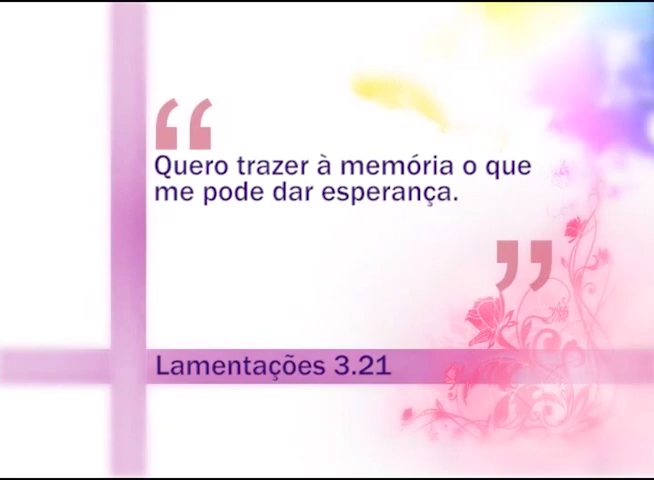 “
Quero trazer à memória o que
me pode dar esperança.
”
Lamentações 3.21